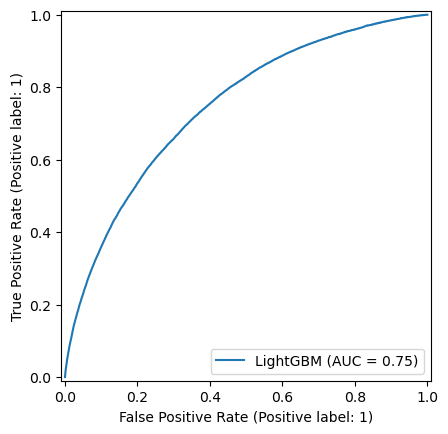 1.0
0.8
0.6
0.4
0.2
0.0
True Positive Rate (Positive label: 1)
LightGBM (AUC = 0.75)
0.0 0.2 0.4 0.6 0.8 1.0
False Positive Rate (Positive label: 1)